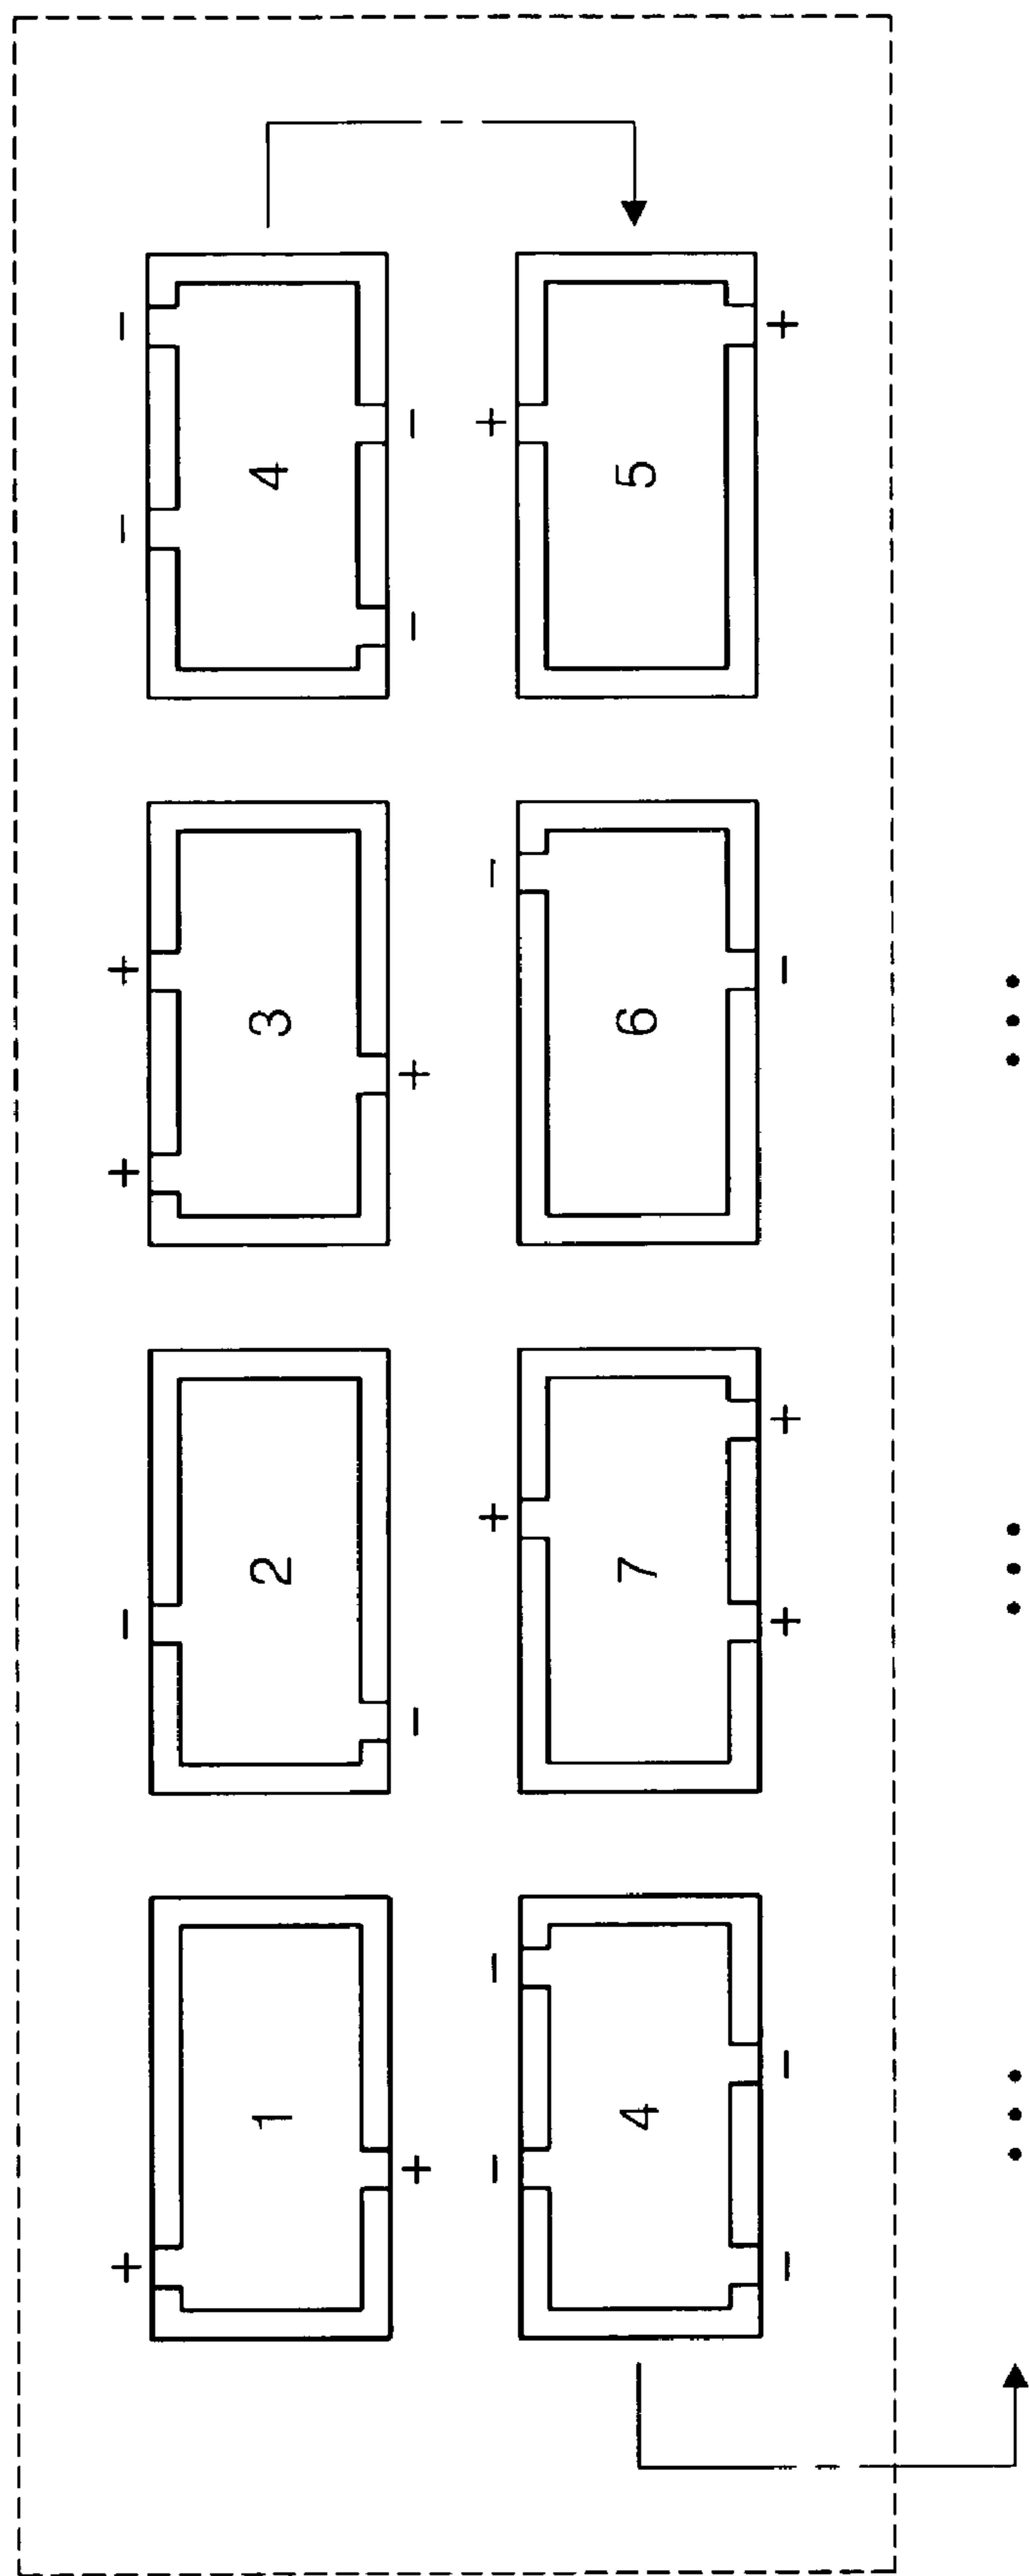 + - + + - -
1 2 3 4
+ - + - -
- - + - +
4 7 6 5
- - + + - +